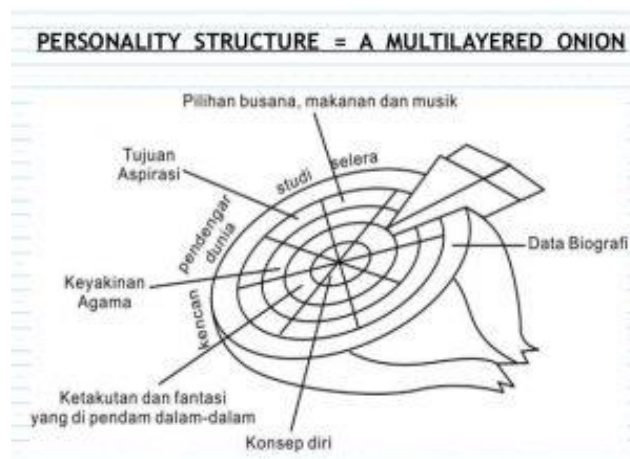 PERSONALITY STRUCTURE = A MULTILAYERED ONION
Pilihan busana, makanan dan musik
Tujuan
Aspirasi
studi
selera
pendengar
dunia
Data Biografi
Keyakinan
Agama
kencan
Ketakutan dan fantasi
yang di pendam dalam-dalam
Konsep diri